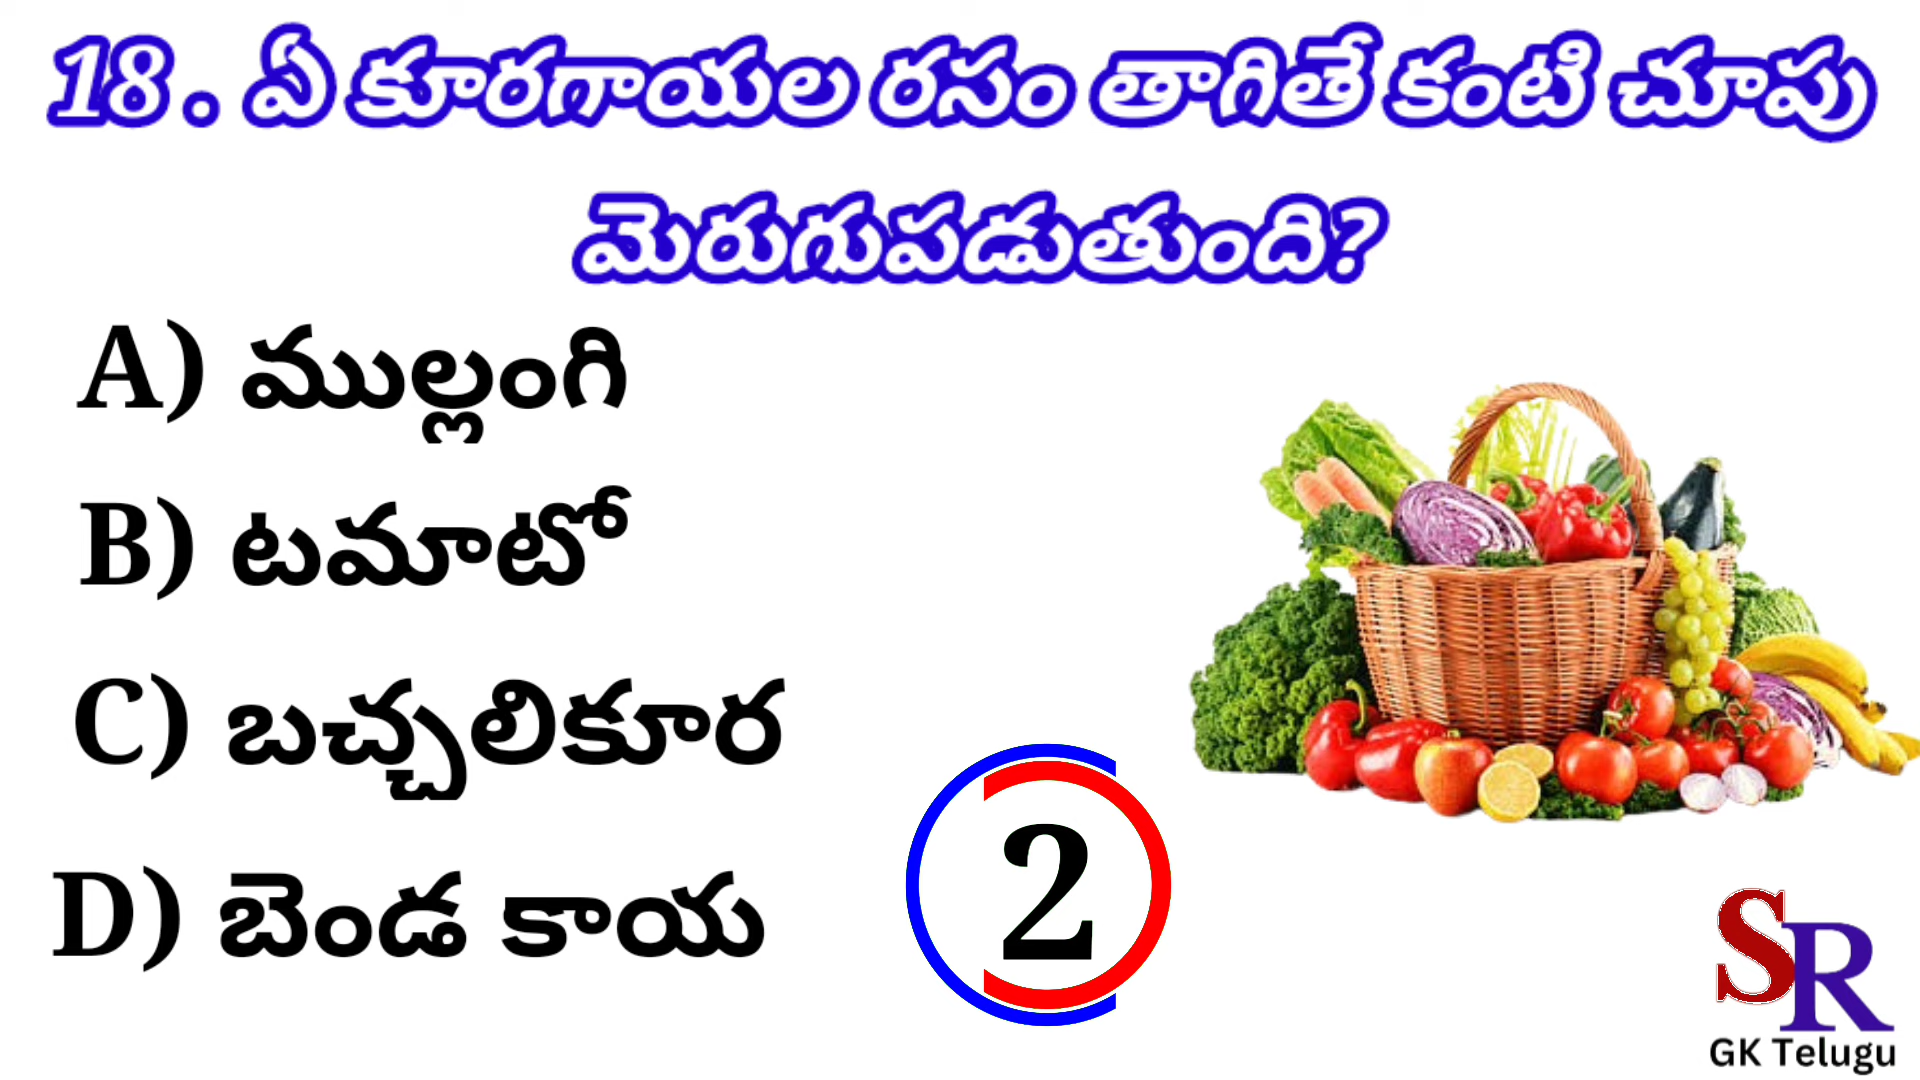 18 . ఏ కూరగాయల రసం తాగితే కంటి చూపు
మెరుగుపడుతుంది?
A) ముల్లంగి
B) టమాటో
C) బచ్చలికూర
D) బెండ కాయ
2
SR
GK Telugu